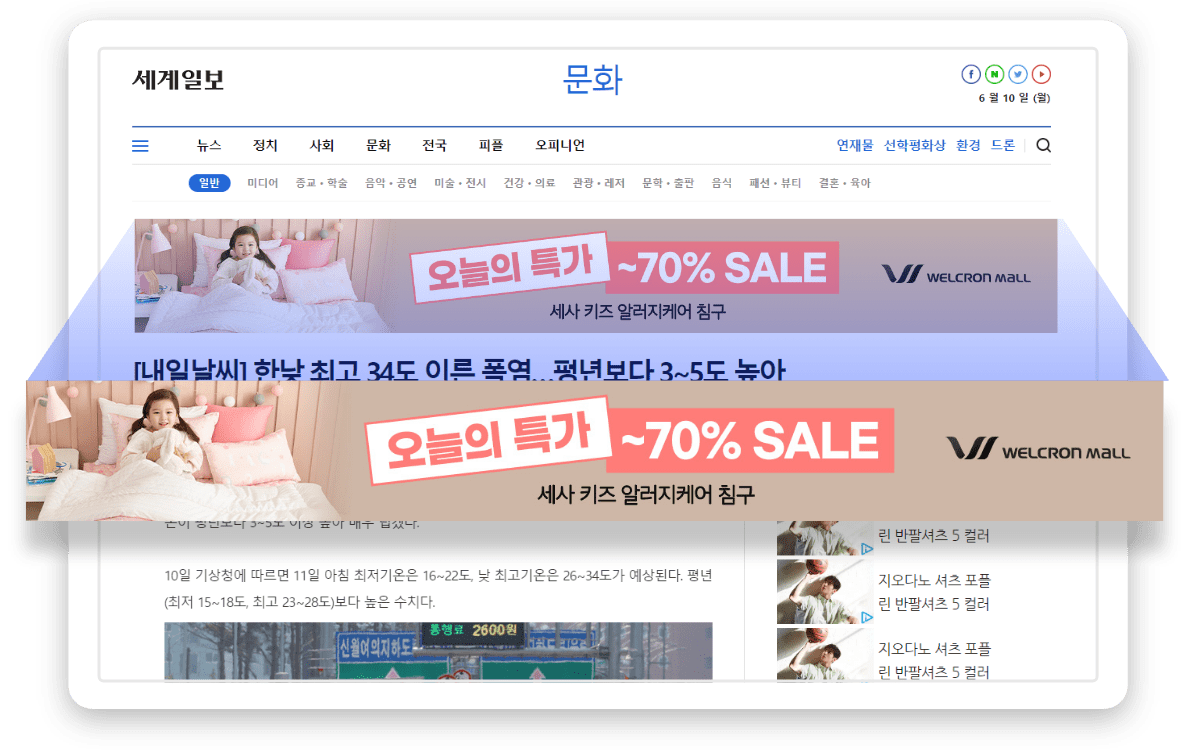 세계일보
문화
6 월 10 일 (월)
뉴스 정치 사회 문화 전국 피플 오피니언
연재물 선학평화상 환경 드론
일반 미디어 종교・학술 음악・공연 미술・전시 건강・의료 관광・레저 문학・출판 음식 패션・뷰티 결혼・육아
오늘의 특가 ~70% SALE
세사 키즈 알러지케어 침구
WELCRON MALL
[내일날씨] 한낮 최고 34도 이른 폭염…평년보다 3~5도 높아
오늘의 특가 ~70% SALE
세사 키즈 알러지케어 침구
WELCRON MALL
온이 평년보다 3~5도 이상 높아 매우 덥겠다.
린 반팔셔츠 5 컬러
10일 기상청에 따르면 11일 아침 최저기온은 16~22도, 낮 최고기온은 26~34도가 예상된다. 평년
(최저 15~18도, 최고 23~28도)보다 높은 수치다.
지오다노 셔츠 포플
린 반팔셔츠 5 컬러
통행료 2600원
신월여의지하도로
지오다노 셔츠 포플
린 반팔셔츠 5 컬러